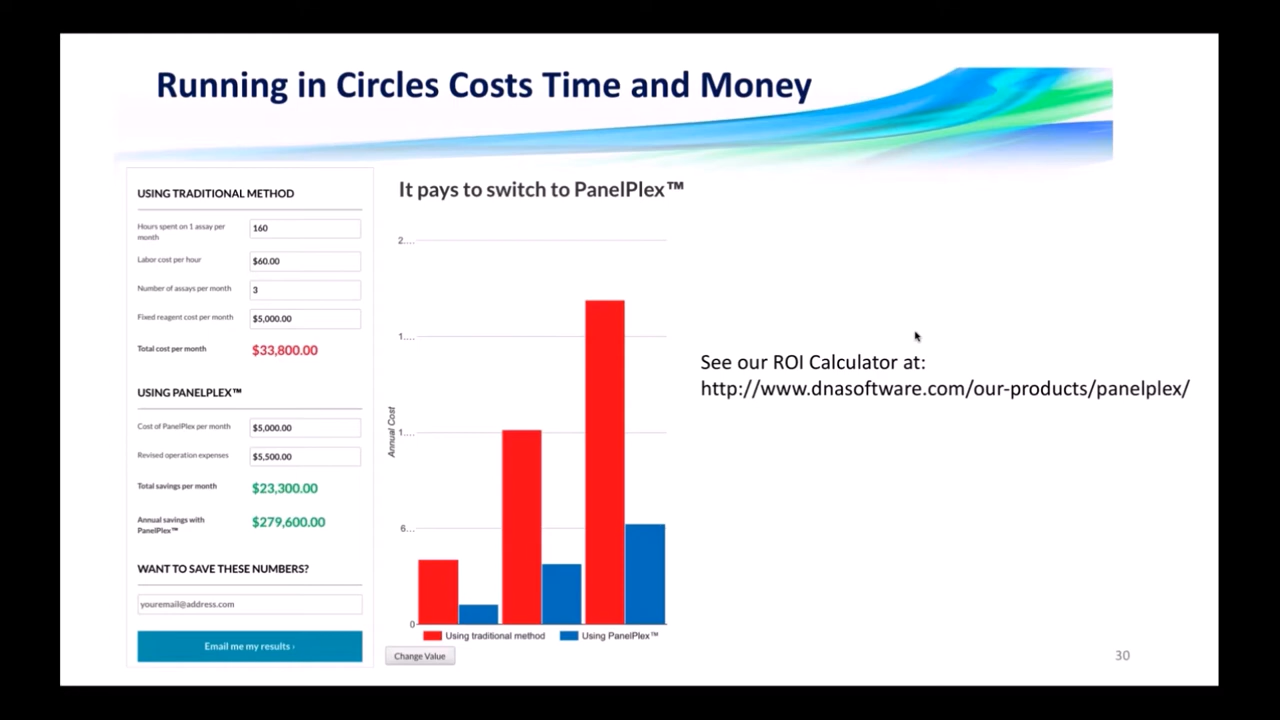 Running in Circles Costs Time and Money
USING TRADITIONAL METHOD
Hours spent on 1 assay per
month
160
Labor cost per hour
$60.00
Number of assays per month
3
Fixed reagent cost per month
$5,000.00
Total cost per month
$33,800.00
USING PANELPLEX™
Cost of PanelPlex per month
$5,000.00
Revised operation expenses
$5,500.00
Total savings per month
$23,300.00
Annual savings with
PanelPlex™
$279,600.00
WANT TO SAVE THESE NUMBERS?
youremail@address.com
Email me my results ›
It pays to switch to PanelPlex™
2....
1....
1....
6...
0
Annual Cost
Using traditional method
Using PanelPlex™
Change Value
See our ROI Calculator at:
http://www.dnasoftware.com/our-products/panelplex/
30